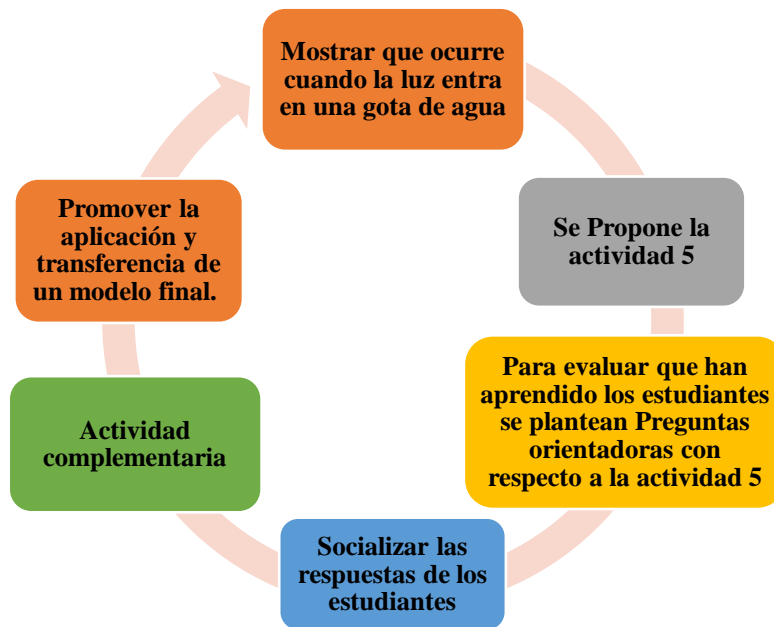 Mostrar que ocurre
cuando la luz entra
en una gota de agua
Se Propone la
actividad 5
Para evaluar que han
aprendido los estudiantes
se plantean Preguntas
orientadoras con
respecto a la actividad 5
Socializar las
respuestas de los
estudiantes
Actividad
complementaria
Promover la
aplicación y
transferencia de
un modelo final.